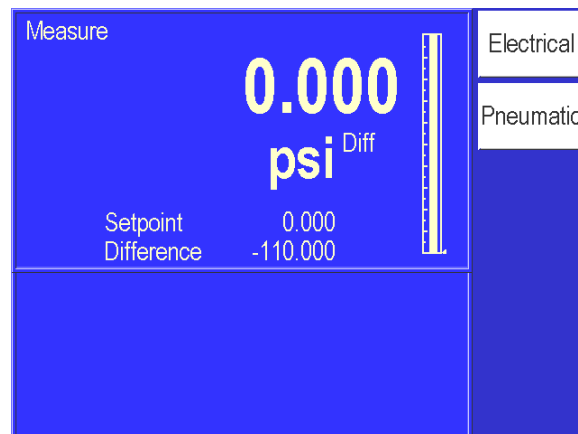 Measure
0.000
psi Diff
Setpoint 0.000
Difference -110.000
Electrical
Pneumatic